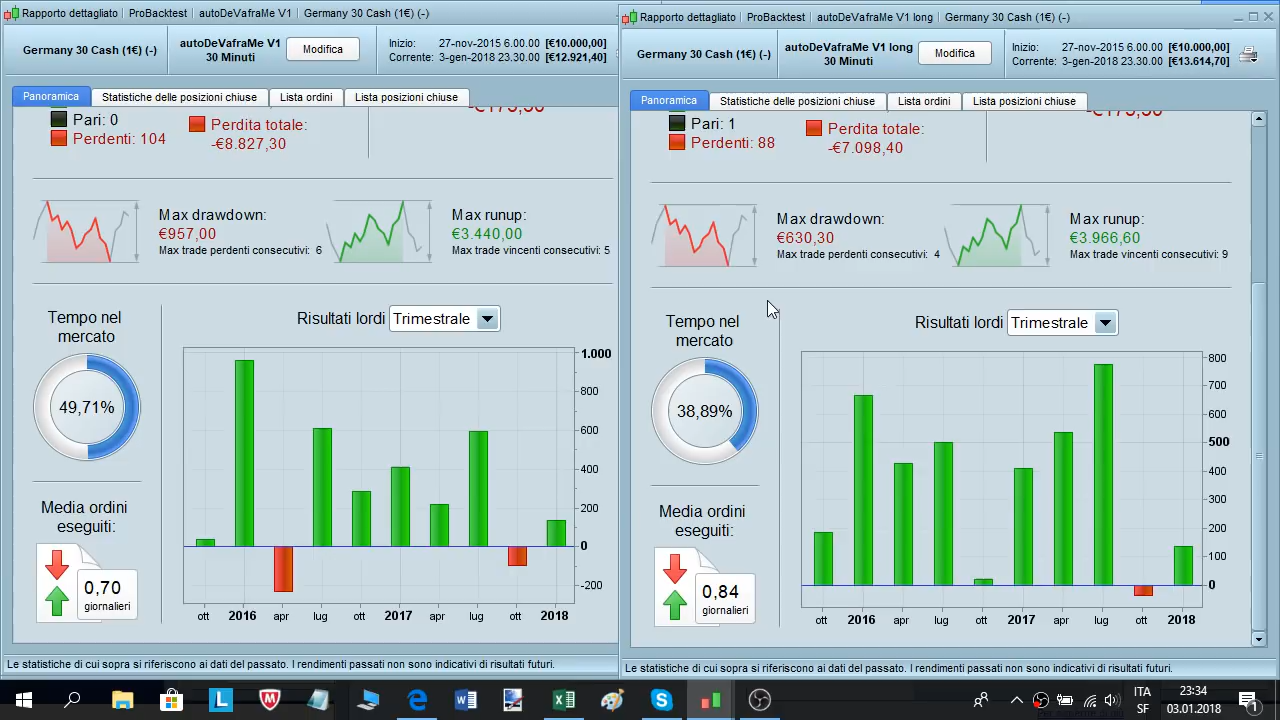 Rapporto dettagliato ProBacktest autoDeVafraMe V1 Germany 30 Cash (1€) (-)
Germany 30 Cash (1€) (-)
autoDeVafraMe V1
30 Minuti
Modifica
Inizio: 27-nov-2015 6.00.00 [€10.000,00]
Corrente: 3-gen-2018 23.30.00 [€12.921,40]
Panoramica Statistiche delle posizioni chiuse Lista ordini Lista posizioni chiuse
Pari: 0
Perdenti: 104
Perdita totale:
-€8.827,30
Max drawdown:
€957,00
Max trade perdenti consecutivi: 6
Max runup:
€3.440,00
Max trade vincenti consecutivi: 5
Tempo nel
mercato
49,71%
Risultati lordi Trimestrale
1.000
800
600
400
200
0
-200
ott 2016 apr lug ott 2017 apr lug ott 2018
Media ordini
eseguiti:
0,70
giornalieri
Le statistiche di cui sopra si riferiscono ai dati del passato. I rendimenti passati non sono indicativi di risultati futuri.
Rapporto dettagliato ProBacktest autoDeVafraMe V1 long Germany 30 Cash (1€) (-)
Germany 30 Cash (1€) (-)
autoDeVafraMe V1 long
30 Minuti
Modifica
Inizio: 27-nov-2015 6.00.00 [€10.000,00]
Corrente: 3-gen-2018 23.30.00 [€13.614,70]
Panoramica Statistiche delle posizioni chiuse Lista ordini Lista posizioni chiuse
Pari: 1
Perdenti: 88
Perdita totale:
-€7.098,40
Max drawdown:
€630,30
Max trade perdenti consecutivi: 4
Max runup:
€3.966,60
Max trade vincenti consecutivi: 9
Tempo nel
mercato
38,89%
Risultati lordi Trimestrale
800
700
600
500
400
300
200
100
0
ott 2016 apr lug ott 2017 apr lug ott 2018
Media ordini
eseguiti:
0,84
giornalieri
Le statistiche di cui sopra si riferiscono ai dati del passato. I rendimenti passati non sono indicativi di risultati futuri.
ITA
SF
23:34
03.01.2018
1